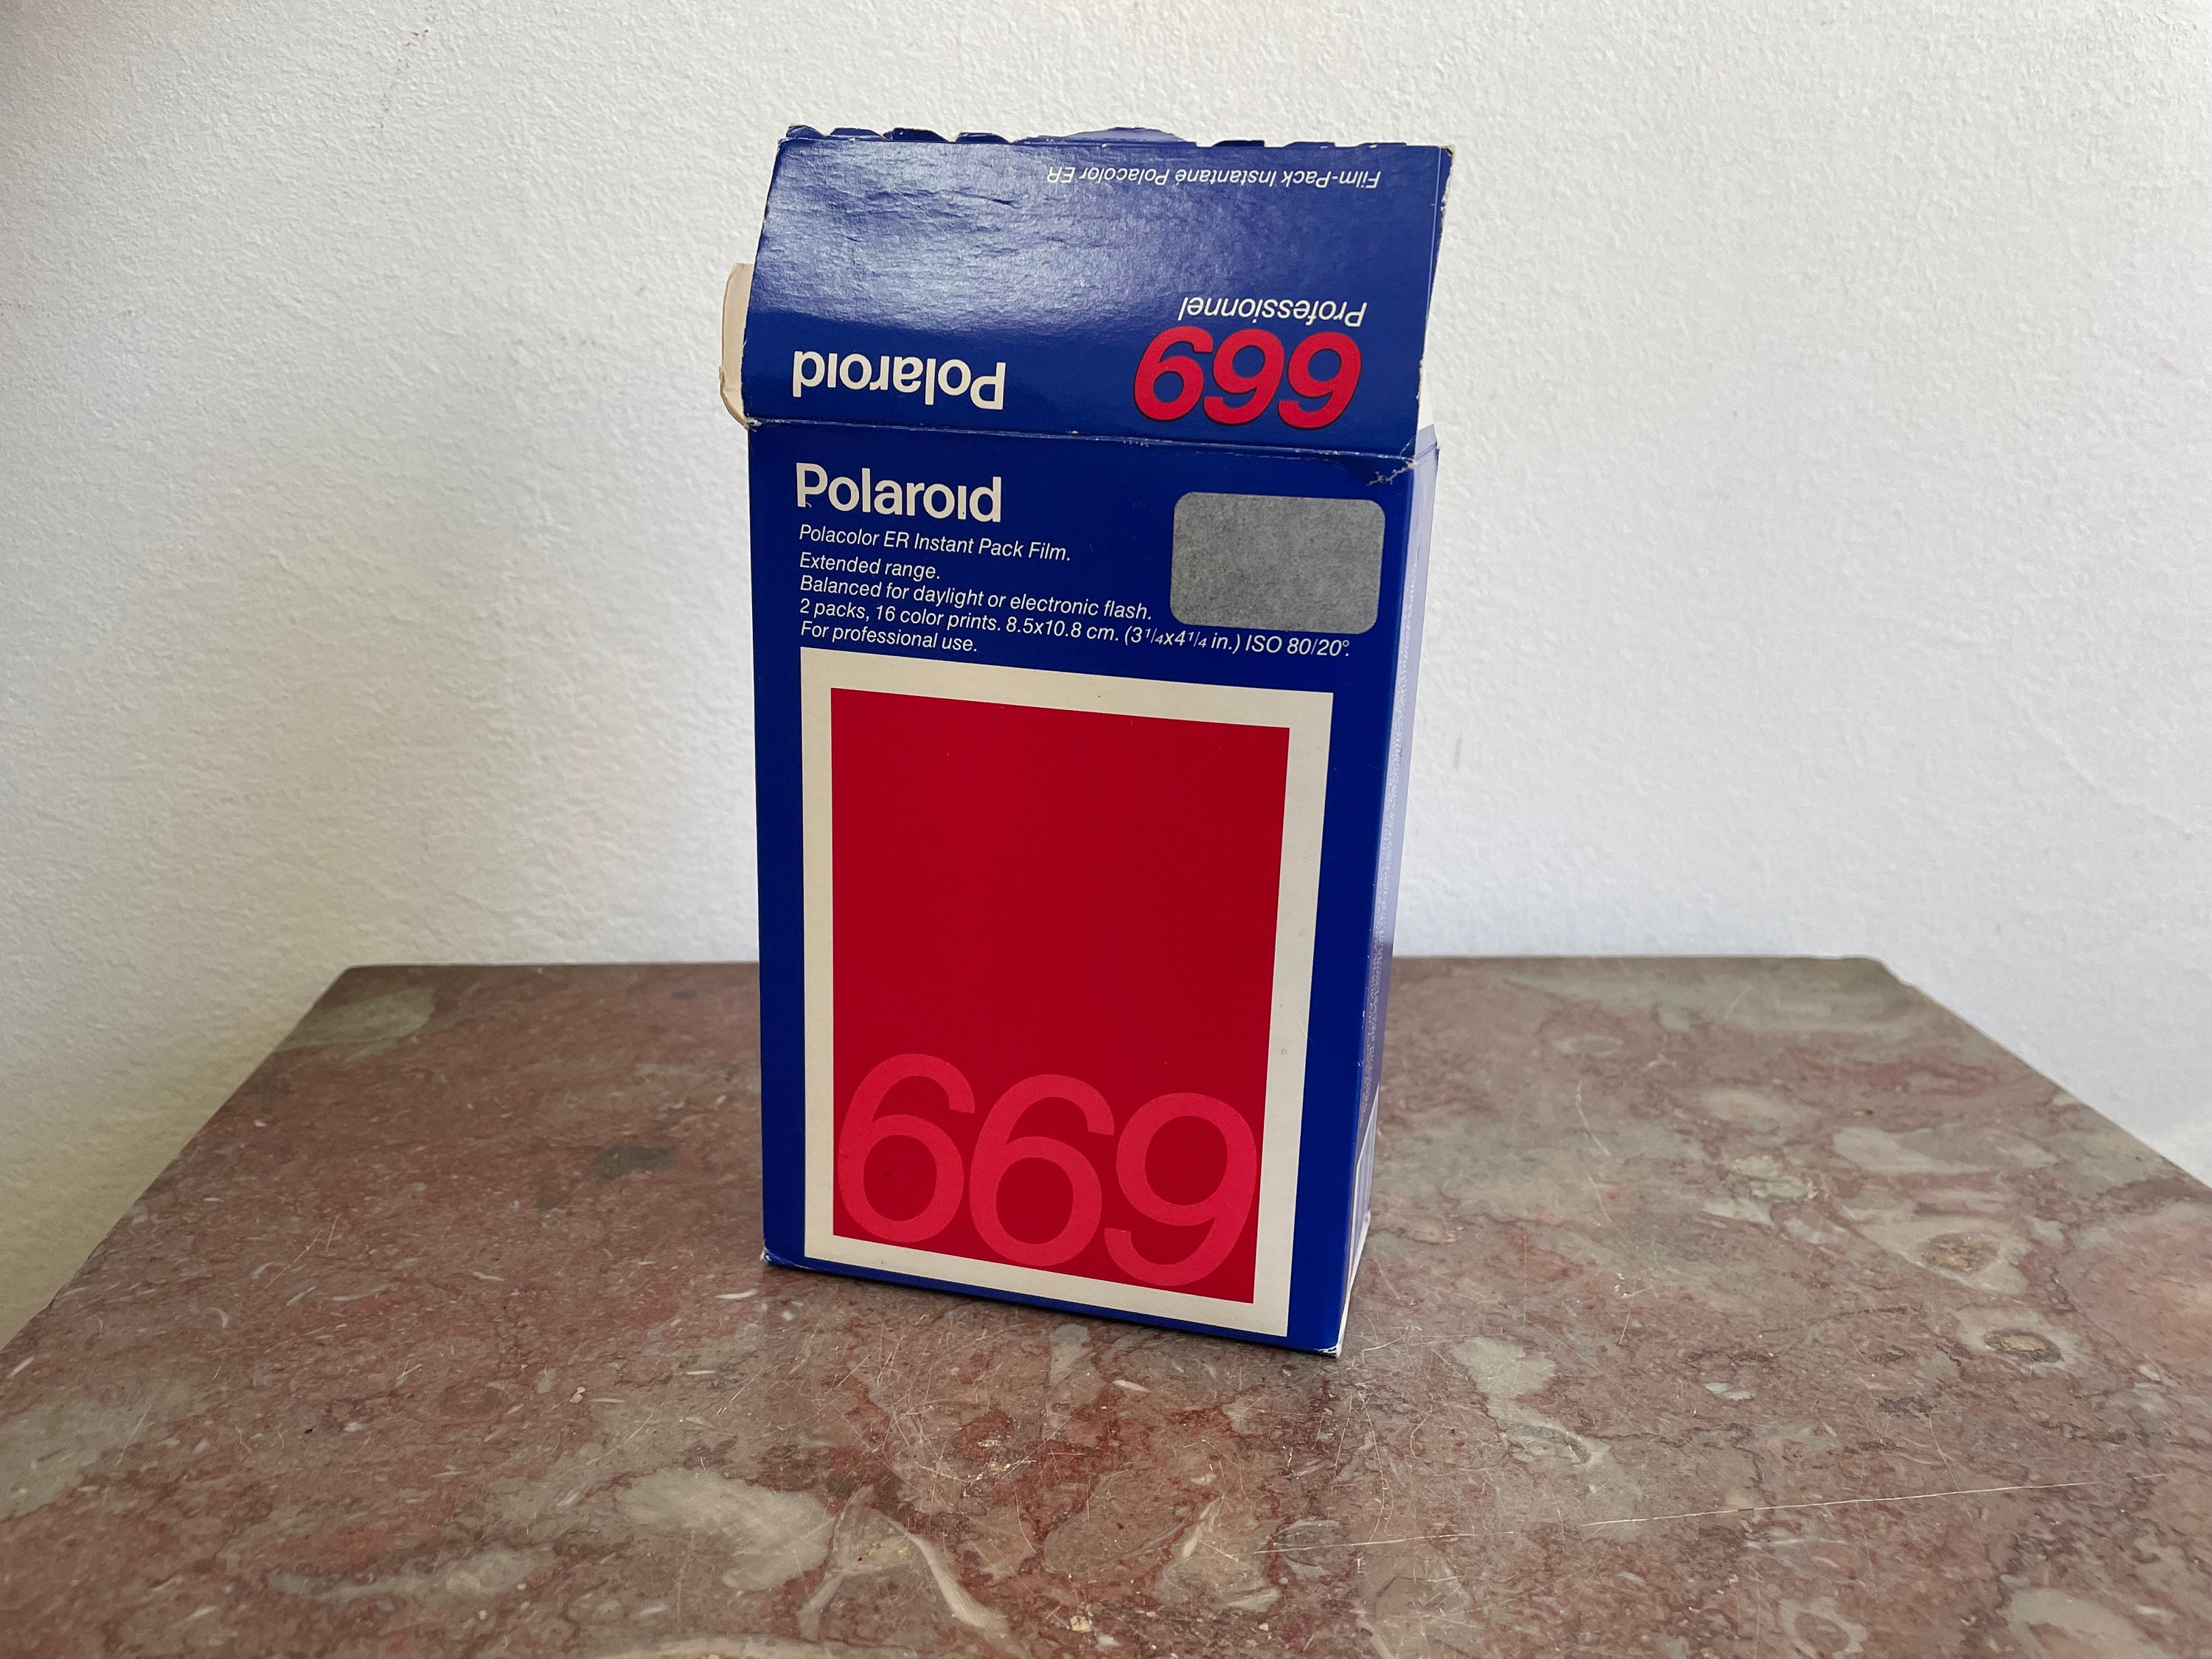 Film-Pack Instantané Polacolor ER
Professionnel
669
Polaroid
Polaroid
Polacolor ER Instant Pack Film.
Extended range.
Balanced for daylight or electronic flash.
2 packs, 16 color prints. 8.5x10.8 cm. (3¹/₄x4¹/₄ in.) ISO 80/20°.
For professional use.
669